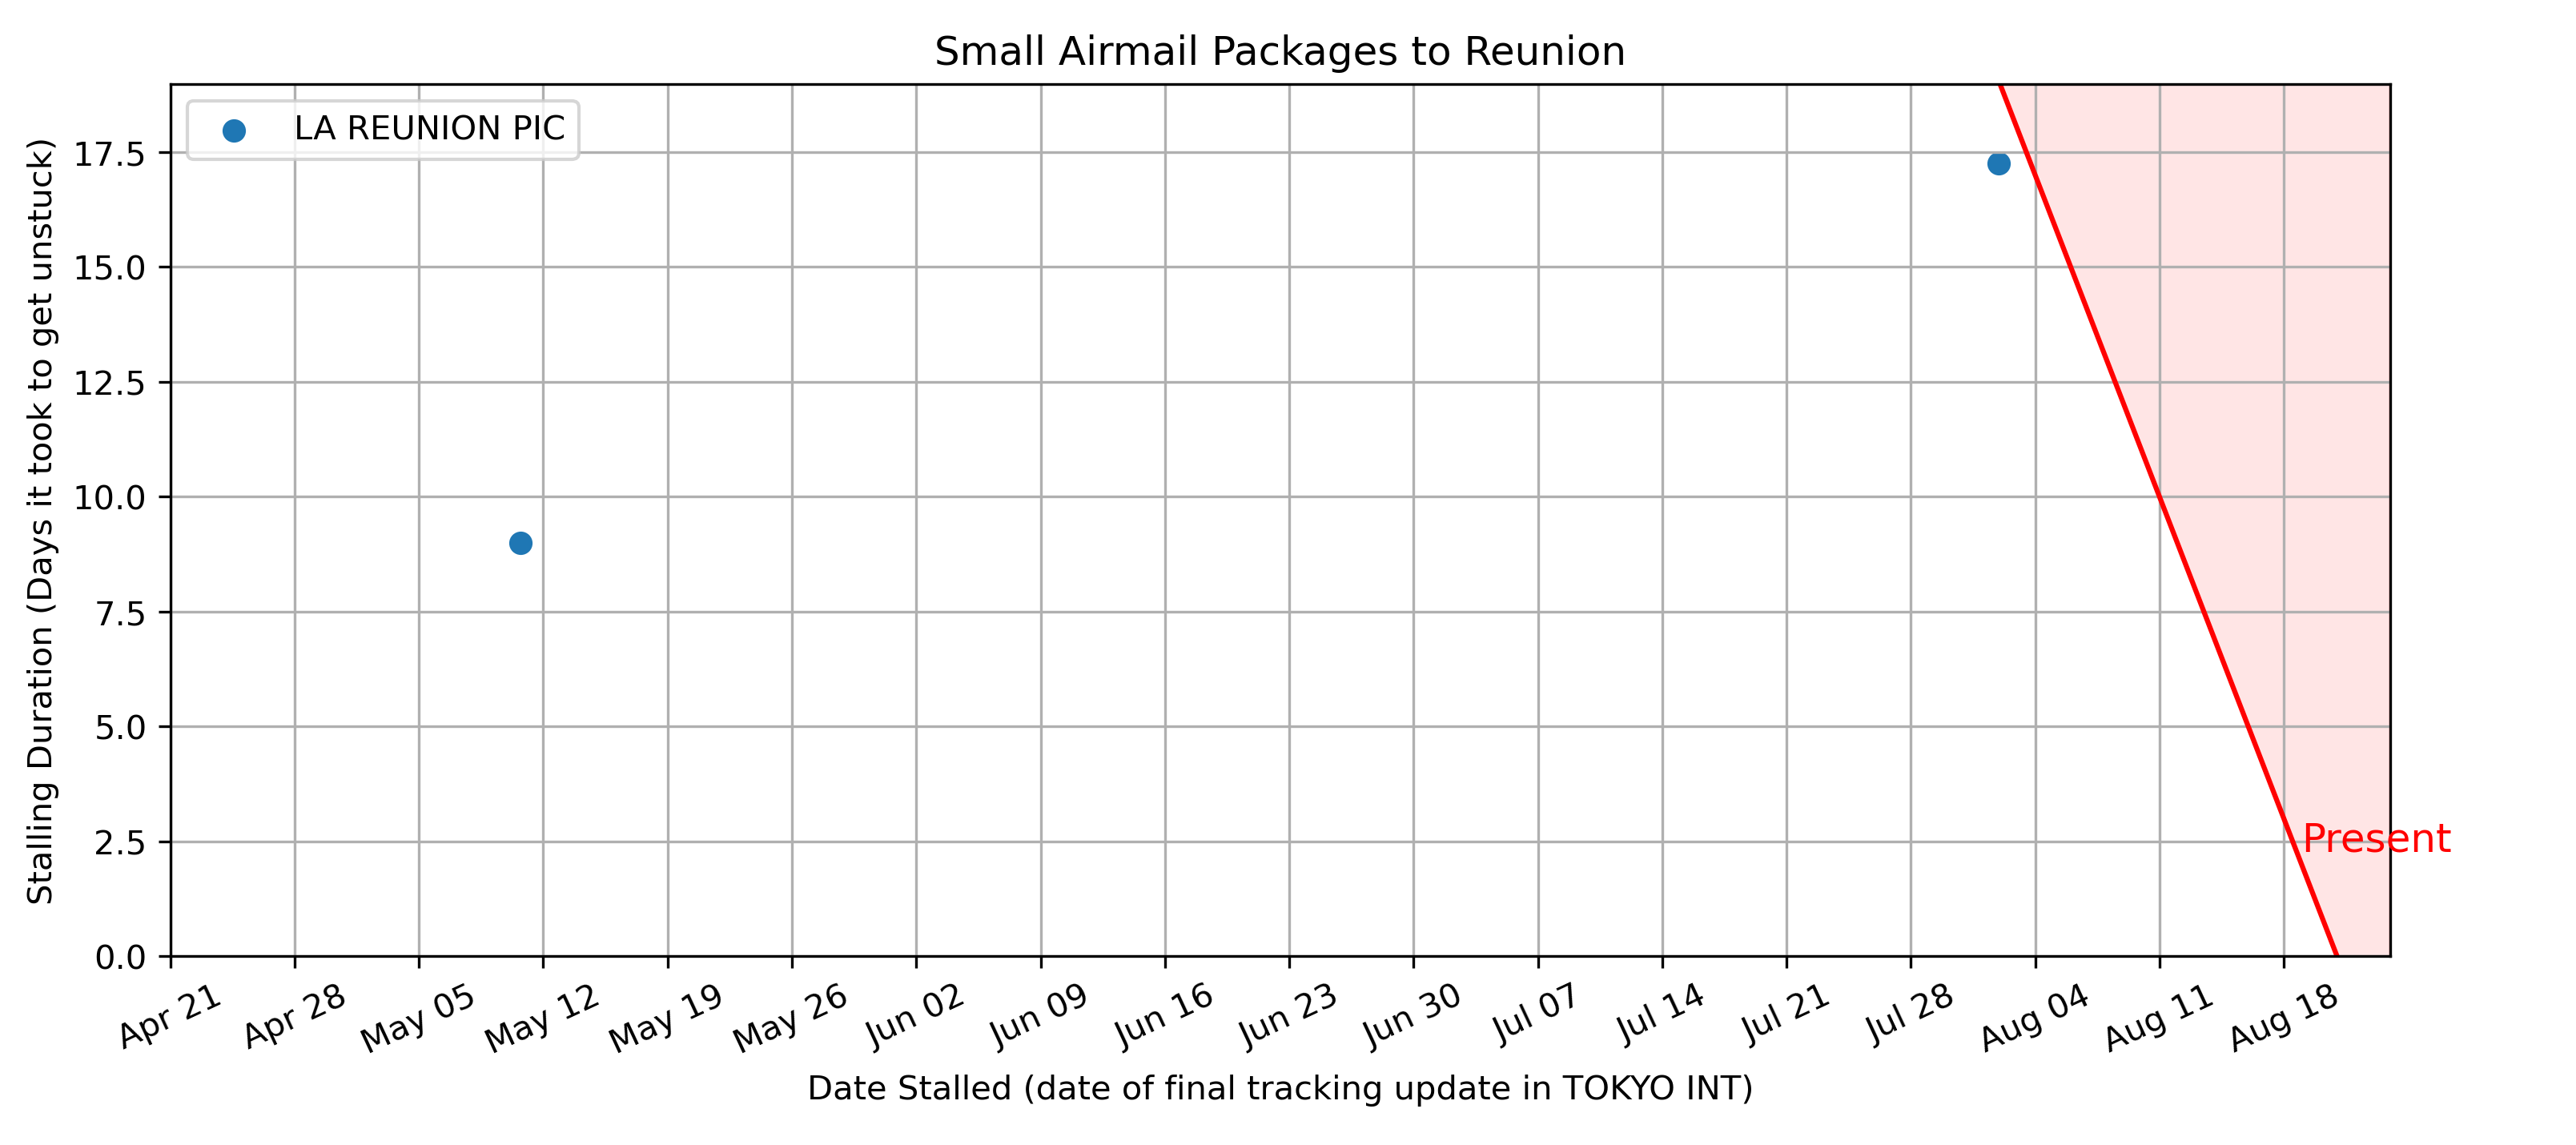 Small Airmail Packages to Reunion
LA REUNION PIC
Stalling Duration (Days it took to get unstuck)
17.5
15.0
12.5
10.0
7.5
5.0
2.5
0.0
Present
Apr 21
Apr 28
May 05
May 12
May 19
May 26
Jun 02
Jun 09
Jun 16
Jun 23
Jun 30
Jul 07
Jul 14
Jul 21
Jul 28
Aug 04
Aug 11
Aug 18
Date Stalled (date of final tracking update in TOKYO INT)